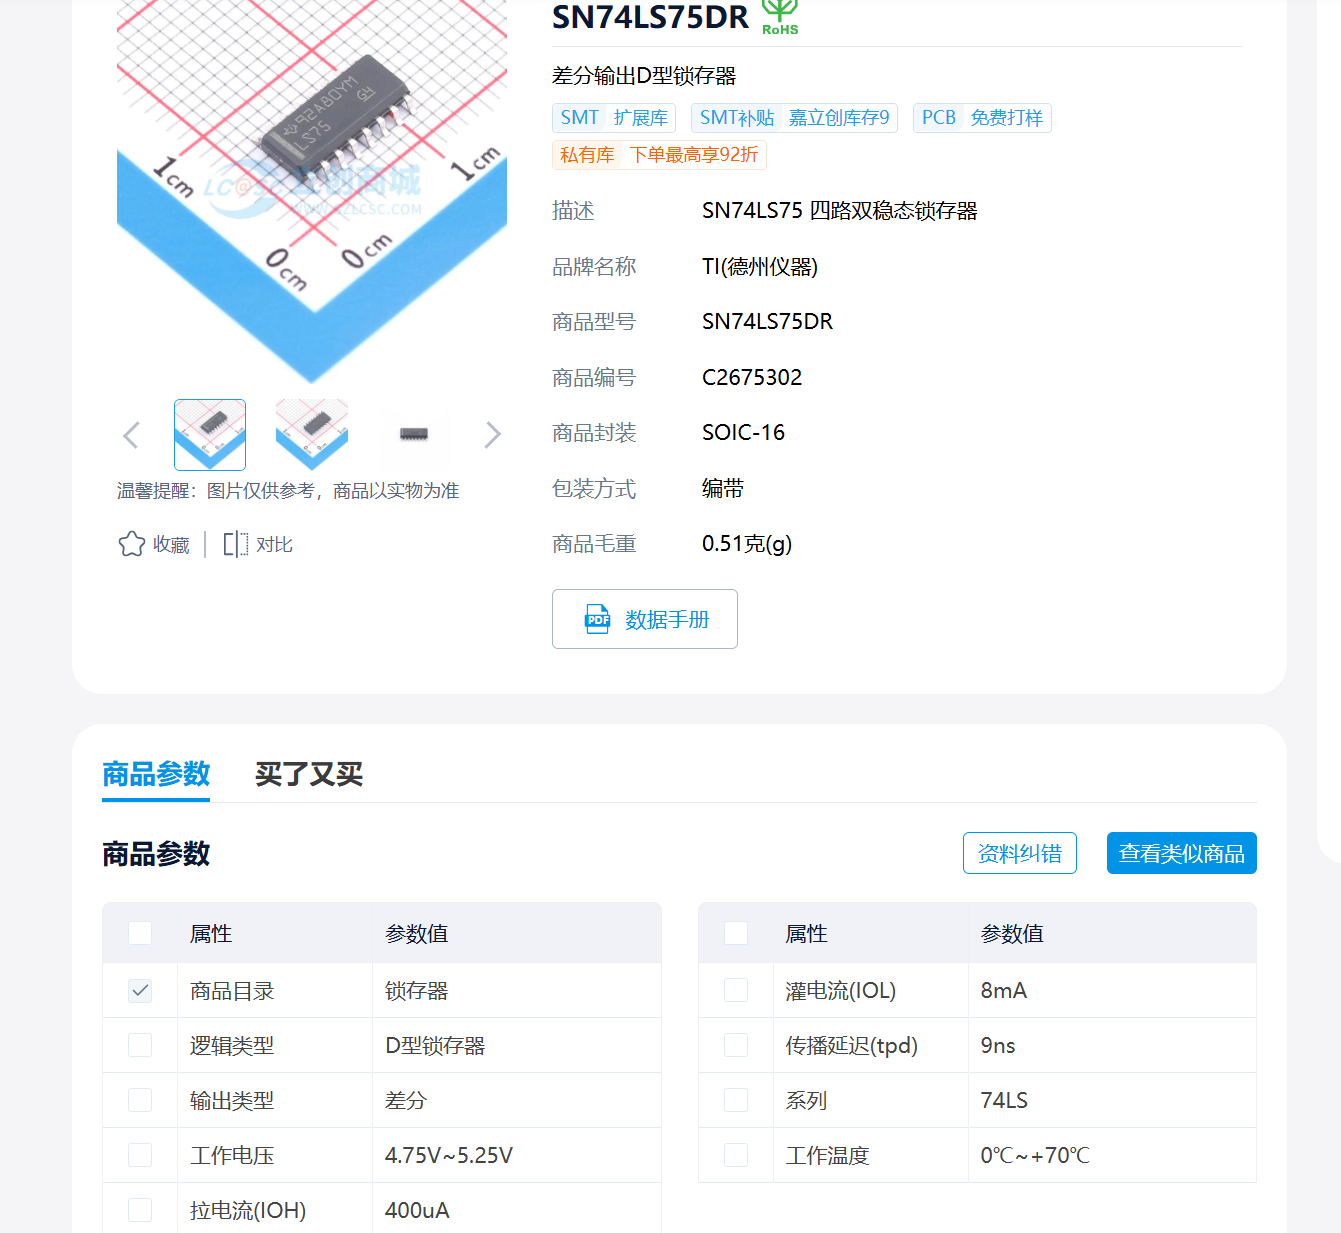 SN74LS75DR
RoHS
差分输出D型锁存器
SMT 扩展库 SMT补贴 嘉立创库存9 PCB 免费打样
私有库 下单最高享92折
描述 SN74LS75 四路双稳态锁存器
品牌名称 TI(德州仪器)
商品型号 SN74LS75DR
商品编号 C2675302
商品封装 SOIC-16
包装方式 编带
商品毛重 0.51克(g)
PDF 数据手册
92A80YM
G4
LS75
1cm
1cm
0cm
0cm
立创商城
WWW.SZLCSC.COM
温馨提醒：图片仅供参考，商品以实物为准
收藏 对比
商品参数 买了又买
商品参数
资料纠错 查看类似商品
属性 参数值
商品目录 锁存器
逻辑类型 D型锁存器
输出类型 差分
工作电压 4.75V~5.25V
拉电流(IOH) 400uA
属性 参数值
灌电流(IOL) 8mA
传播延迟(tpd) 9ns
系列 74LS
工作温度 0℃~+70℃